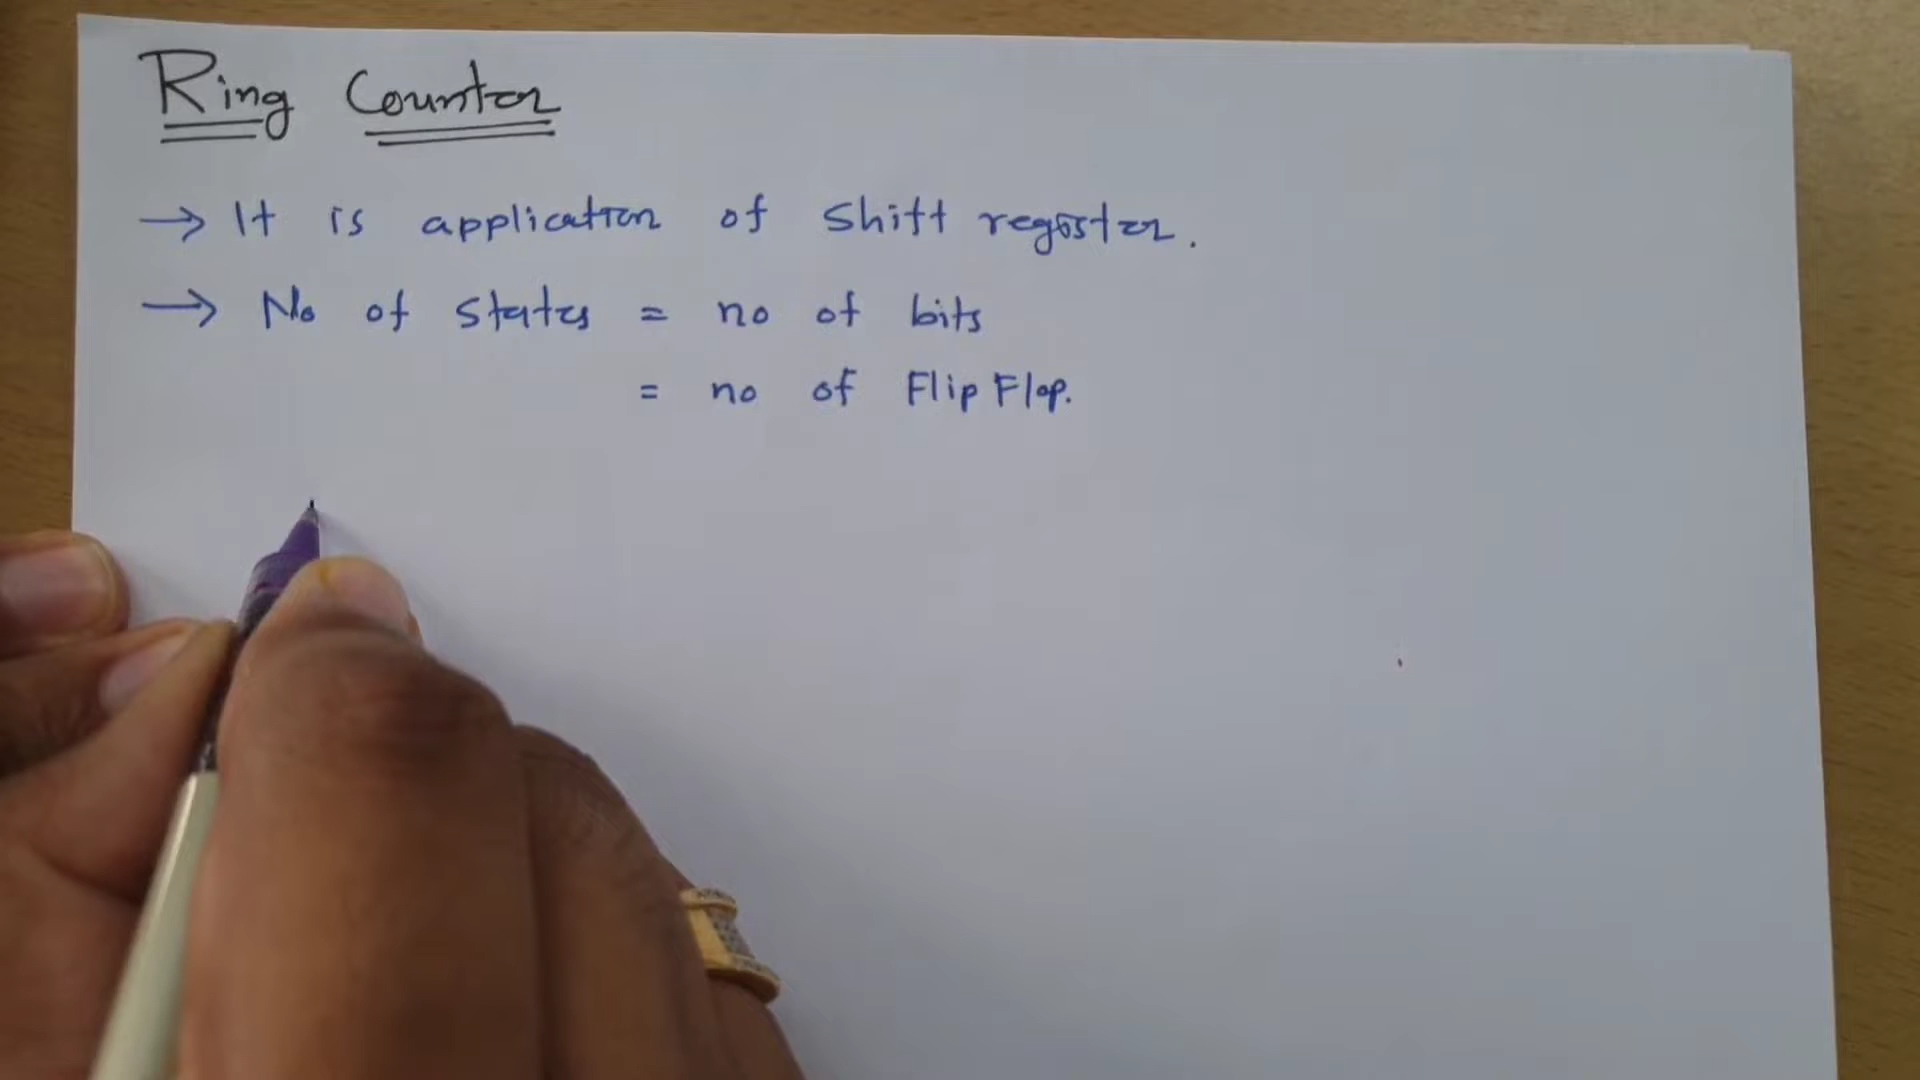 Ring Counter
→ It is application of shift register.
→ No of states = no of bits
= no of Flip Flop.